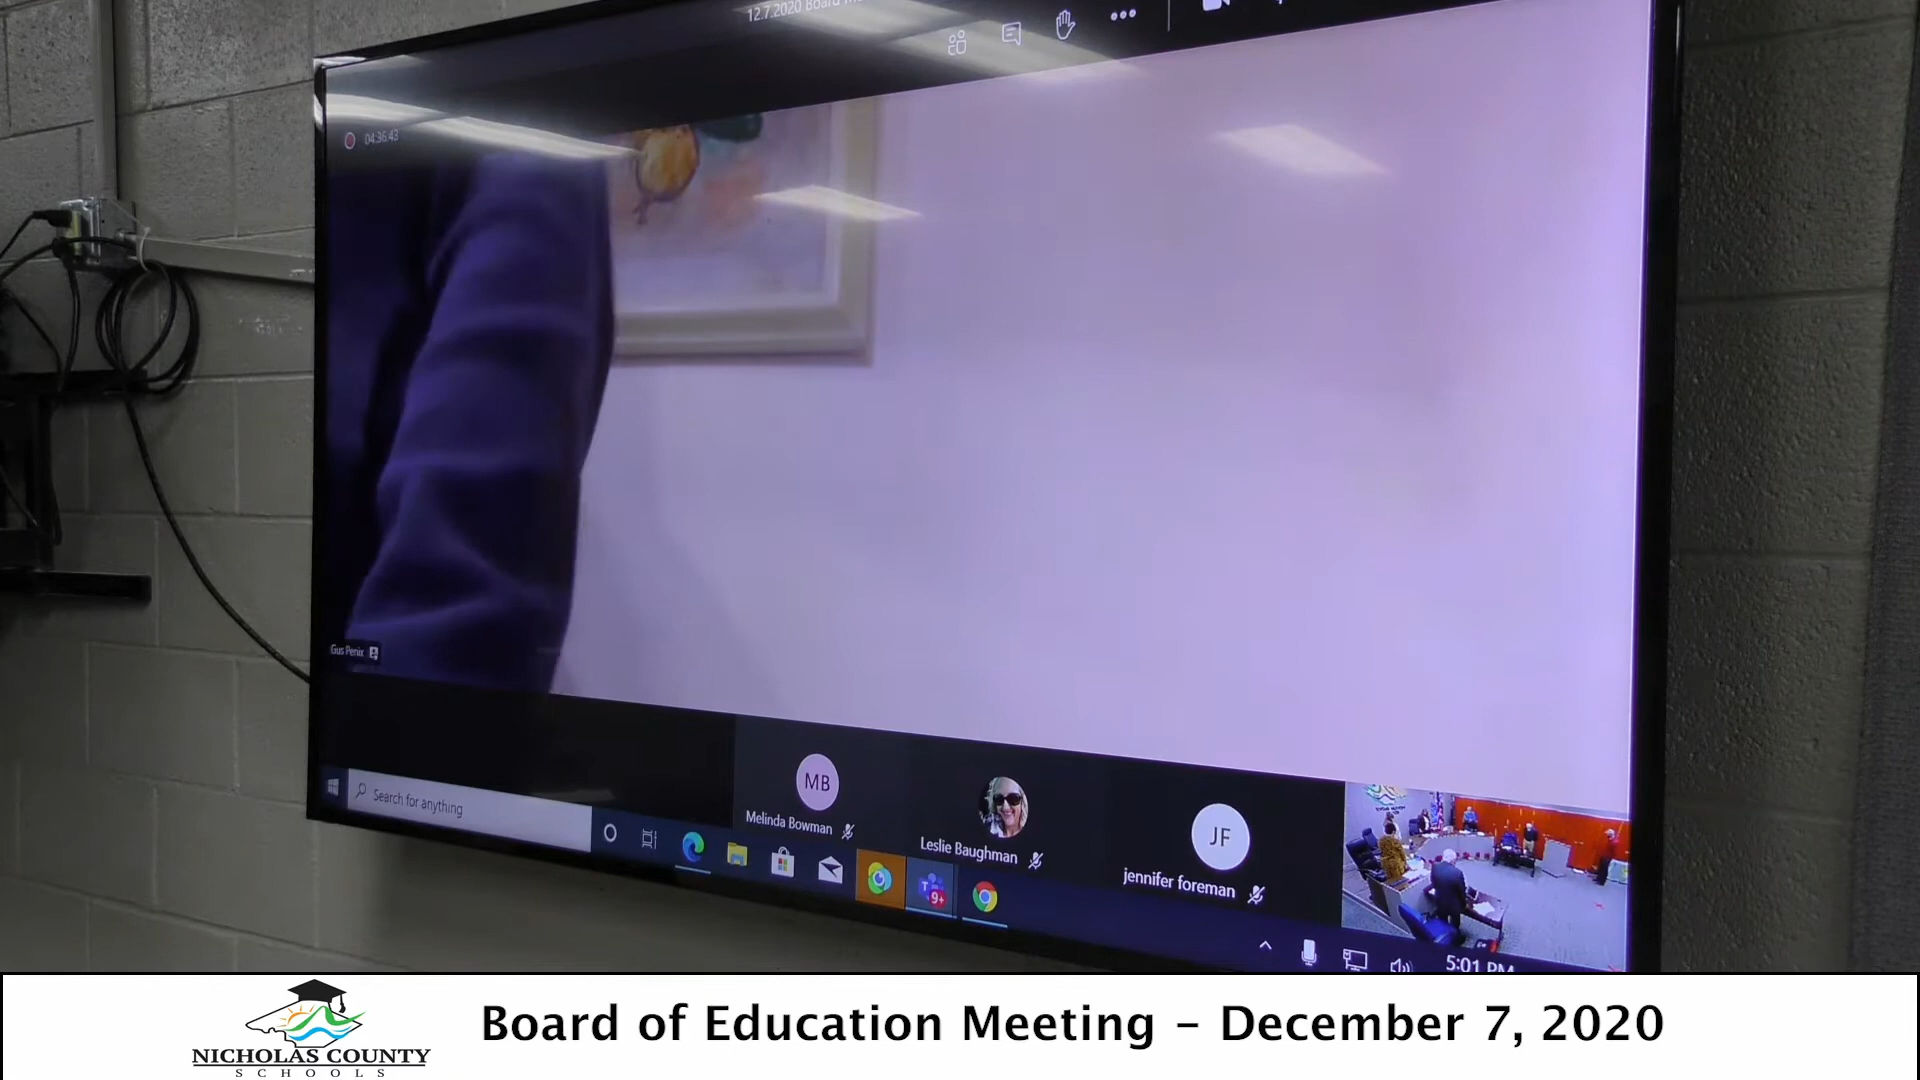 12.7.2020 Board
04:36:43
Gus Penix
MB
Melinda Bowman
Leslie Baughman
JF
jennifer foreman
Search for anything
9+
5:01 PM
Board of Education Meeting – December 7, 2020
NICHOLAS COUNTY
SCHOOLS